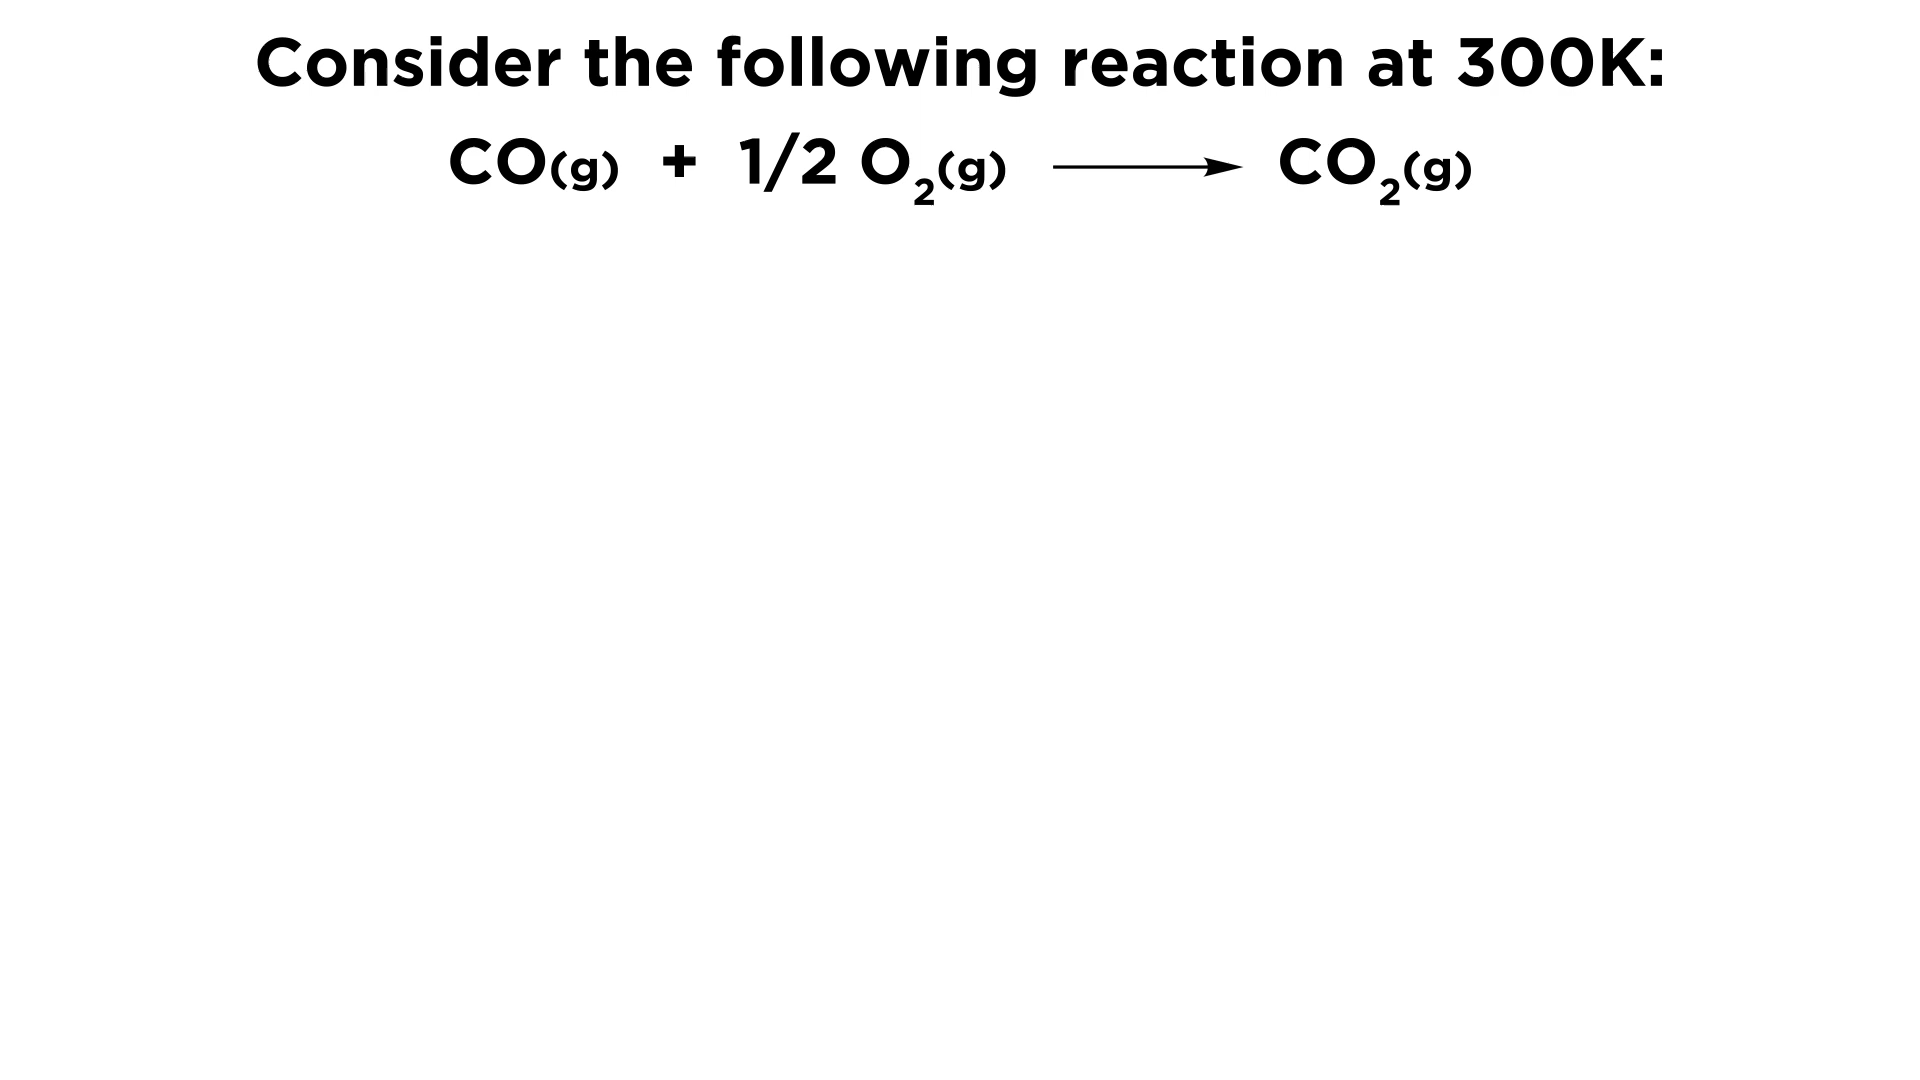 Consider the following reaction at 300K:
CO(g) + 1/2 O₂(g) ⟶ CO₂(g)